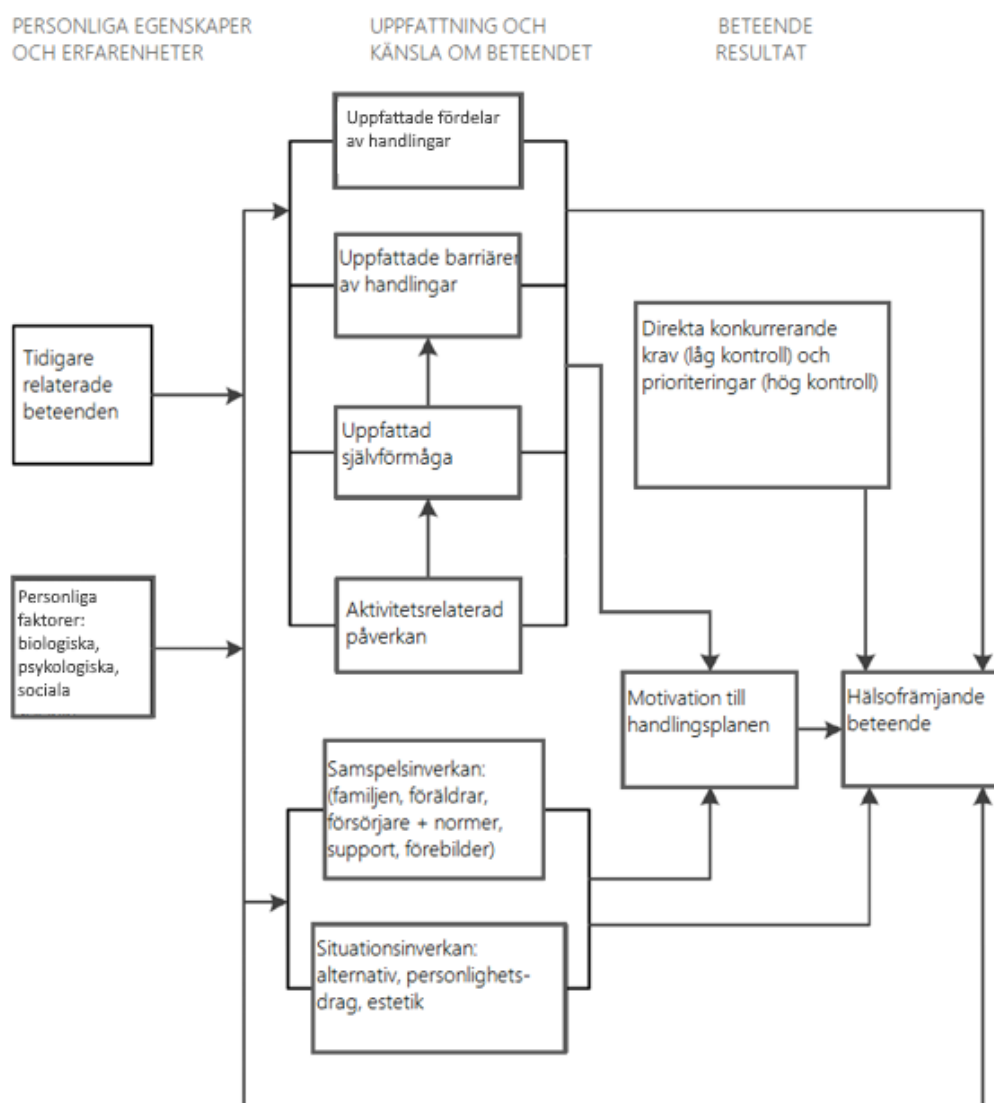 PERSONLIGA EGENSKAPER
OCH ERFARENHETER
UPPFATTNING OCH
KÄNSLA OM BETEENDET
BETEENDE
RESULTAT
Uppfattade fördelar
av handlingar
Uppfattade barriärer
av handlingar
Direkta konkurrerande
krav (låg kontroll) och
prioriteringar (hög kontroll)
Tidigare
relaterade
beteenden
Uppfattad
självförmåga
Personliga
faktorer:
biologiska,
psykologiska,
sociala
Aktivitetsrelaterad
påverkan
Motivation till
handlingsplanen
Hälsofrämjande
beteende
Samspelsinverkan:
(familjen, föräldrar,
försörjare + normer,
support, förebilder)
Situationsinverkan:
alternativ, personlighets-
drag, estetik